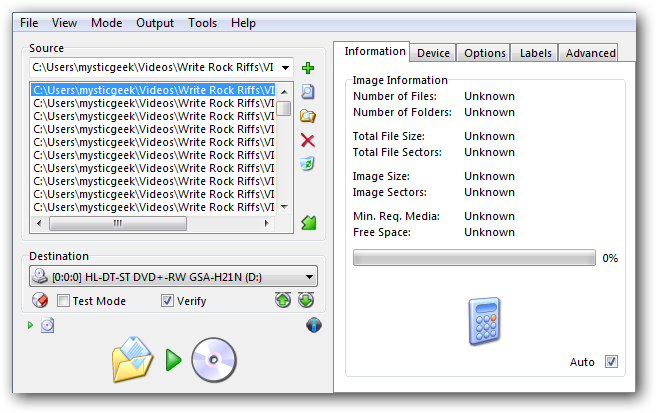 File View Mode Output Tools Help
Source
C:\Users\mysticgeek\Videos\Write Rock Riffs\VI
C:\Users\mysticgeek\Videos\Write Rock Riffs\VI
C:\Users\mysticgeek\Videos\Write Rock Riffs\VI
C:\Users\mysticgeek\Videos\Write Rock Riffs\VI
C:\Users\mysticgeek\Videos\Write Rock Riffs\VI
C:\Users\mysticgeek\Videos\Write Rock Riffs\VI
C:\Users\mysticgeek\Videos\Write Rock Riffs\VI
C:\Users\mysticgeek\Videos\Write Rock Riffs\VI
C:\Users\mysticgeek\Videos\Write Rock Riffs\VI
C:\Users\mysticgeek\Videos\Write Rock Riffs\VI
C:\Users\mysticgeek\Videos\Write Rock Riffs\VI
Destination
[0:0:0] HL-DT-ST DVD+-RW GSA-H21N (D:)
Test Mode Verify
Information Device Options Labels Advanced
Image Information
Number of Files: Unknown
Number of Folders: Unknown
Total File Size: Unknown
Total File Sectors: Unknown
Image Size: Unknown
Image Sectors: Unknown
Min. Req. Media: Unknown
Free Space: Unknown
0%
Auto